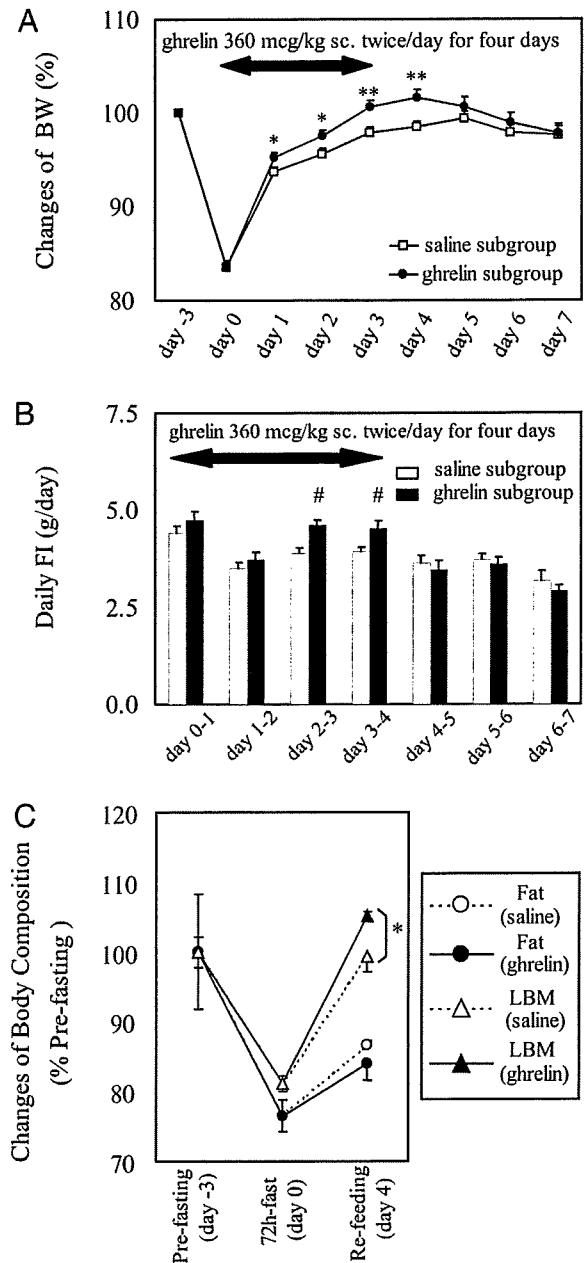 A
110
100
90
80
Changes of BW (%)
ghrelin 360 mcg/kg sc. twice/day for four days
*
*
**
**
saline subgroup
ghrelin subgroup
day -3
day 0
day 1
day 2
day 3
day 4
day 5
day 6
day 7
B
7.5
5.0
2.5
0.0
Daily FI (g/day)
ghrelin 360 mcg/kg sc. twice/day for four days
saline subgroup
ghrelin subgroup
#
#
day 0-1
day 1-2
day 2-3
day 3-4
day 4-5
day 5-6
day 6-7
C
120
110
100
90
80
70
Changes of Body Composition
(% Pre-fasting )
*
Fat
(saline)
Fat
(ghrelin)
LBM
(saline)
LBM
(ghrelin)
Pre-fasting
(day -3)
72h-fast
(day 0)
Re-feeding
(day 4)